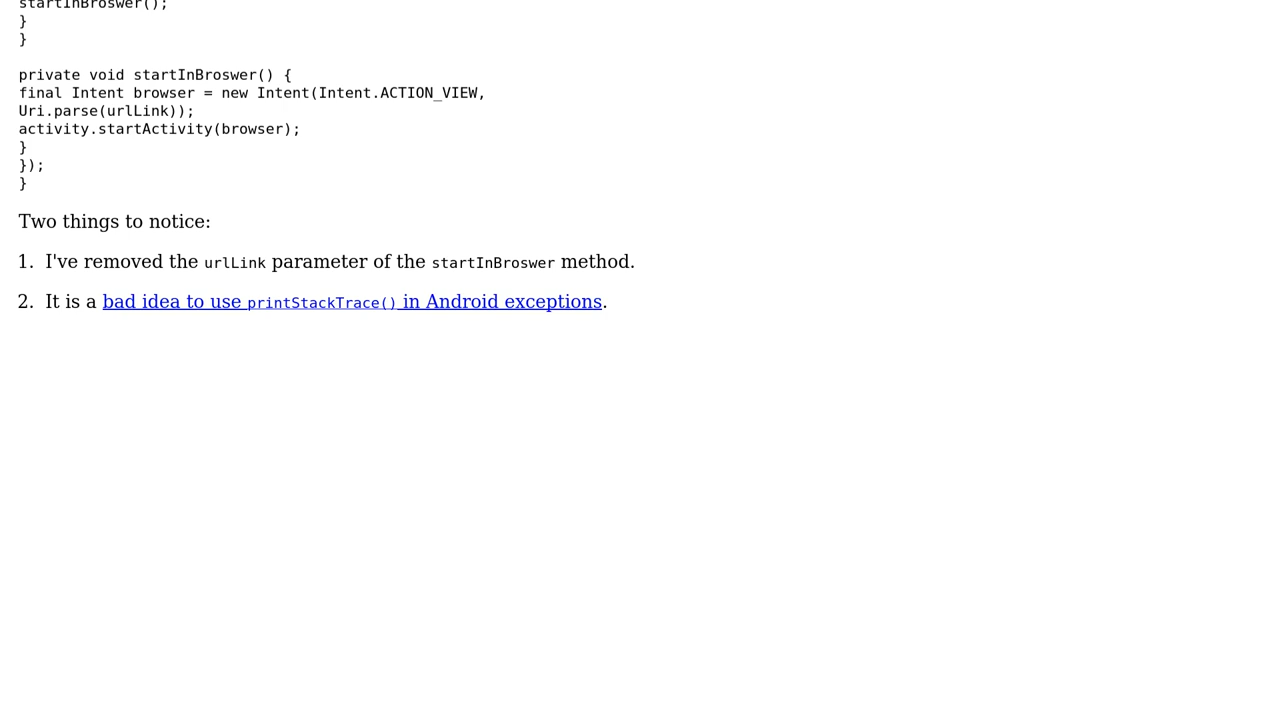 startInBroswer();
}
}
private void startInBroswer() {
final Intent browser = new Intent(Intent.ACTION_VIEW,
Uri.parse(urlLink));
activity.startActivity(browser);
}
});
}
Two things to notice:
1. I've removed the urlLink parameter of the startInBroswer method.
2. It is a bad idea to use printStackTrace() in Android exceptions.